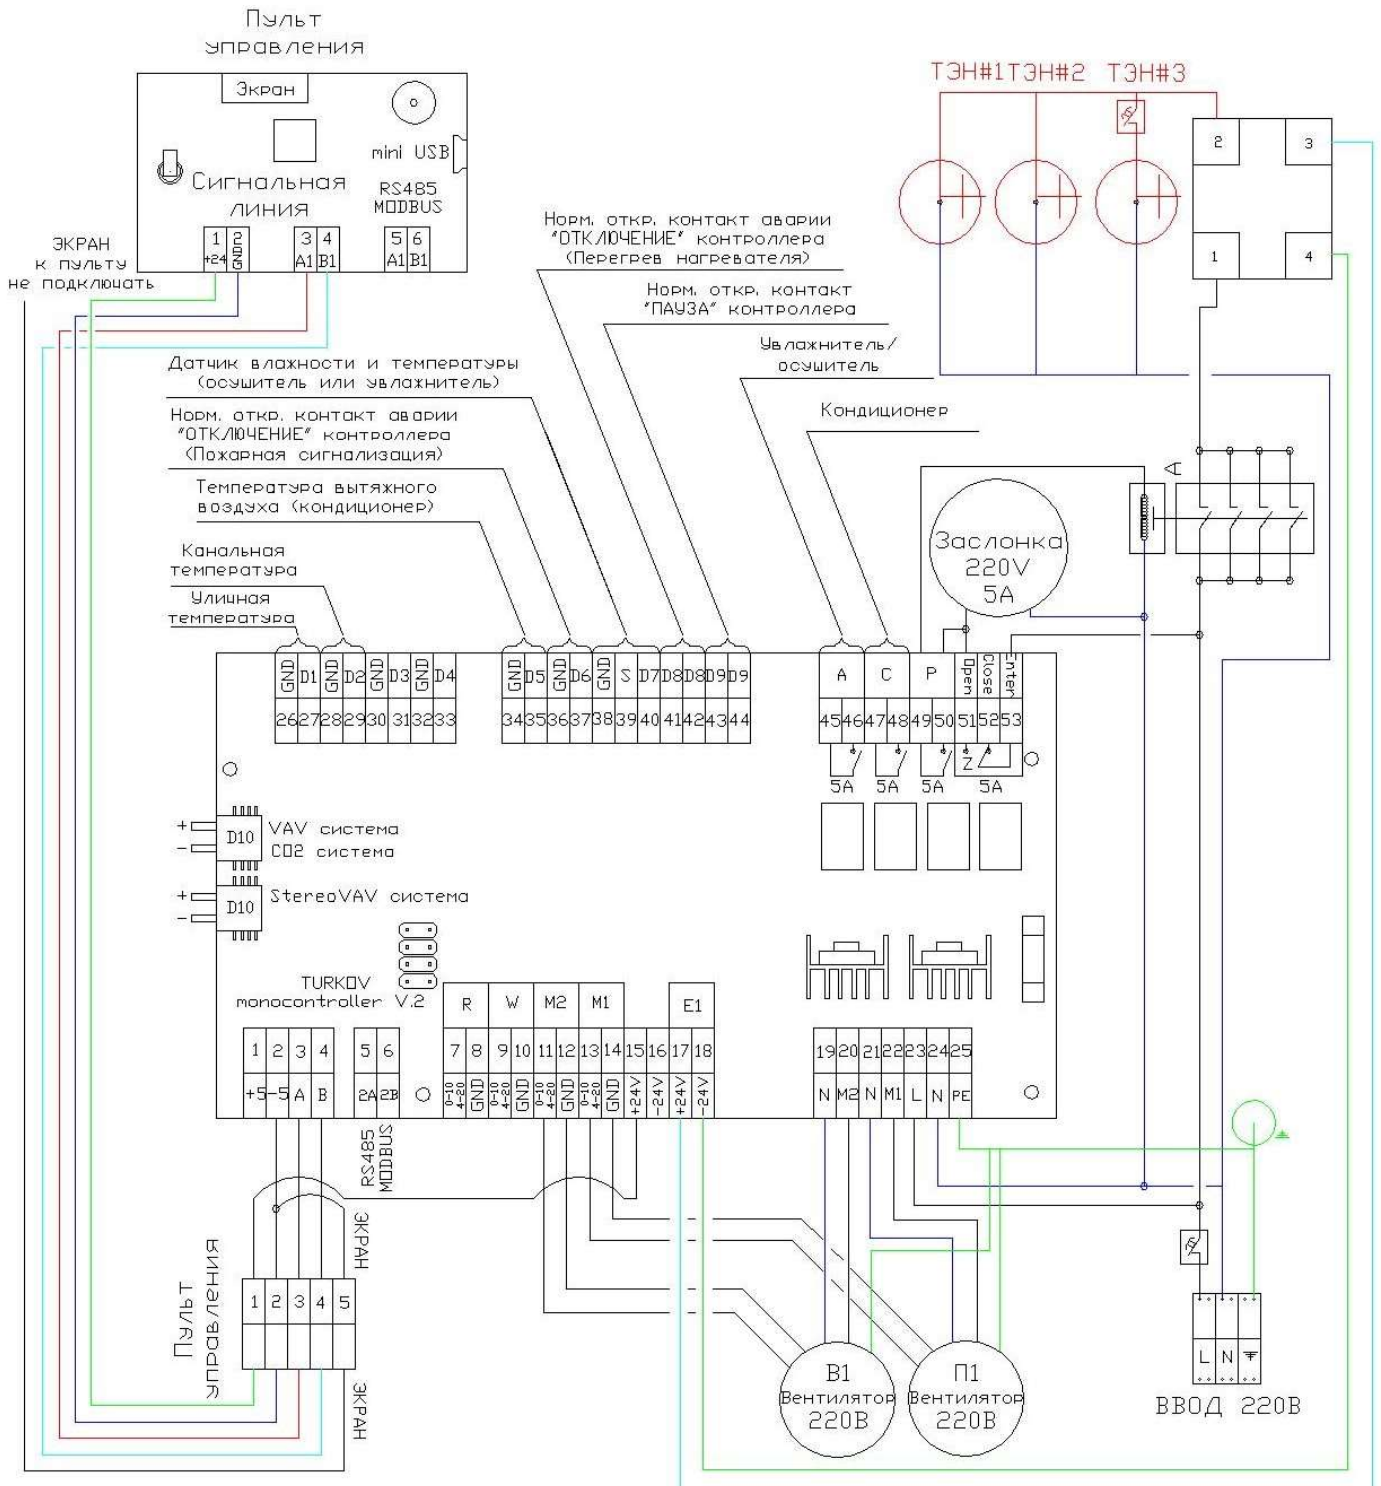 Пульт
управления
Экран
mini USB
Сигнальная
линия
RS485
MODBUS
1 2 3 4 5 6
+24 GND A1 B1 A1 B1
ЭКРАН
к пульту
не подключать
ТЭН#1 ТЭН#2 ТЭН#3
2 3
1 4
Норм. откр. контакт аварии
"ОТКЛЮЧЕНИЕ" контроллера
(Перегрев нагревателя)
Норм. откр. контакт
"ПАУЗА" контроллера
Увлажнитель/
осушитель
Кондиционер
Датчик влажности и температуры
(осушитель или увлажнитель)
Норм. откр. контакт аварии
"ОТКЛЮЧЕНИЕ" контроллера
(Пожарная сигнализация)
Температура вытяжного
воздуха (кондиционер)
Канальная
температура
Уличная
температура
A
Заслонка
220V
5A
GND D1 GND D2 GND D3 GND D4
26 27 28 29 30 31 32 33
GND D5 GND D6 GND S D7 D8 D8 D9 D9
34 35 36 37 38 39 40 41 42 43 44
A C P Open Close Enter
45 46 47 48 49 50 51 52 53
Z
5A 5A 5A 5A
+
-
D10
VAV система
CO2 система
+
-
D10
StereoVAV система
TURKOV
monocontroller V.2
R W M2 M1 E1
1 2 3 4 5 6 7 8 9 10 11 12 13 14 15 16 17 18
+5 -5 A B 2A 2B 0-10 4-20 GND 0-10 4-20 GND 0-10 4-20 GND 0-10 4-20 GND +24V -24V +24V -24V
19 20 21 22 23 24 25
N M2 N M1 L N PE
RS485
MODBUS
ЭКРАН
Пульт
управления
1 2 3 4 5
ЭКРАН
В1
Вентилятор
220В
П1
Вентилятор
220В
L N
ВВОД 220В